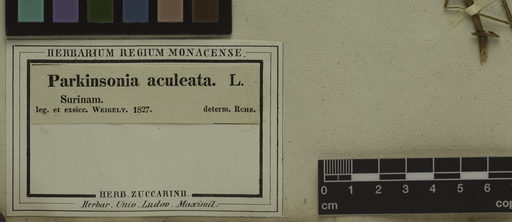 HERBARIUM REGIUM MONACENSE.
Parkinsonia aculeata. L.
Surinam.
leg. et exsicc. WEIGELT. 1827. determ. RCHB.
HERB. ZUCCARINII.
Herbar. Univ. Ludov. Maximil.
0 1 2 3 4 5 6
cm cop